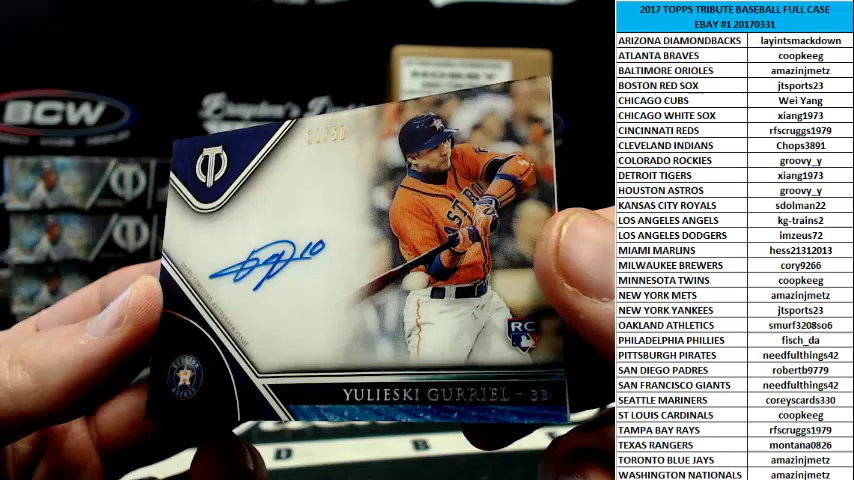 2017 TOPPS TRIBUTE BASEBALL FULL CASE
EBAY #1 20170331
ARIZONA DIAMONDBACKS layintsmackdown
ATLANTA BRAVES coopkeeg
BALTIMORE ORIOLES amazinjmetz
BOSTON RED SOX jtsports23
CHICAGO CUBS Wei Yang
CHICAGO WHITE SOX xiang1973
CINCINNATI REDS rfscruggs1979
CLEVELAND INDIANS Chops3891
COLORADO ROCKIES groovy_y
DETROIT TIGERS xiang1973
HOUSTON ASTROS groovy_y
KANSAS CITY ROYALS sdolman22
LOS ANGELES ANGELS kg-trains2
LOS ANGELES DODGERS imzeus72
MIAMI MARLINS hess21312013
MILWAUKEE BREWERS cory9266
MINNESOTA TWINS coopkeeg
NEW YORK METS amazinjmetz
NEW YORK YANKEES jtsports23
OAKLAND ATHLETICS smurf3208so6
PHILADELPHIA PHILLIES fisch_da
PITTSBURGH PIRATES needfulthings42
SAN DIEGO PADRES robertb9779
SAN FRANCISCO GIANTS needfulthings42
SEATTLE MARINERS coreyscards330
ST LOUIS CARDINALS coopkeeg
TAMPA BAY RAYS rfscruggs1979
TEXAS RANGERS montana0826
TORONTO BLUE JAYS amazinjmetz
WASHINGTON NATIONALS amazinjmetz
BCW
ASTRO
10
RC
YULIESKI GURRIEL - 3B